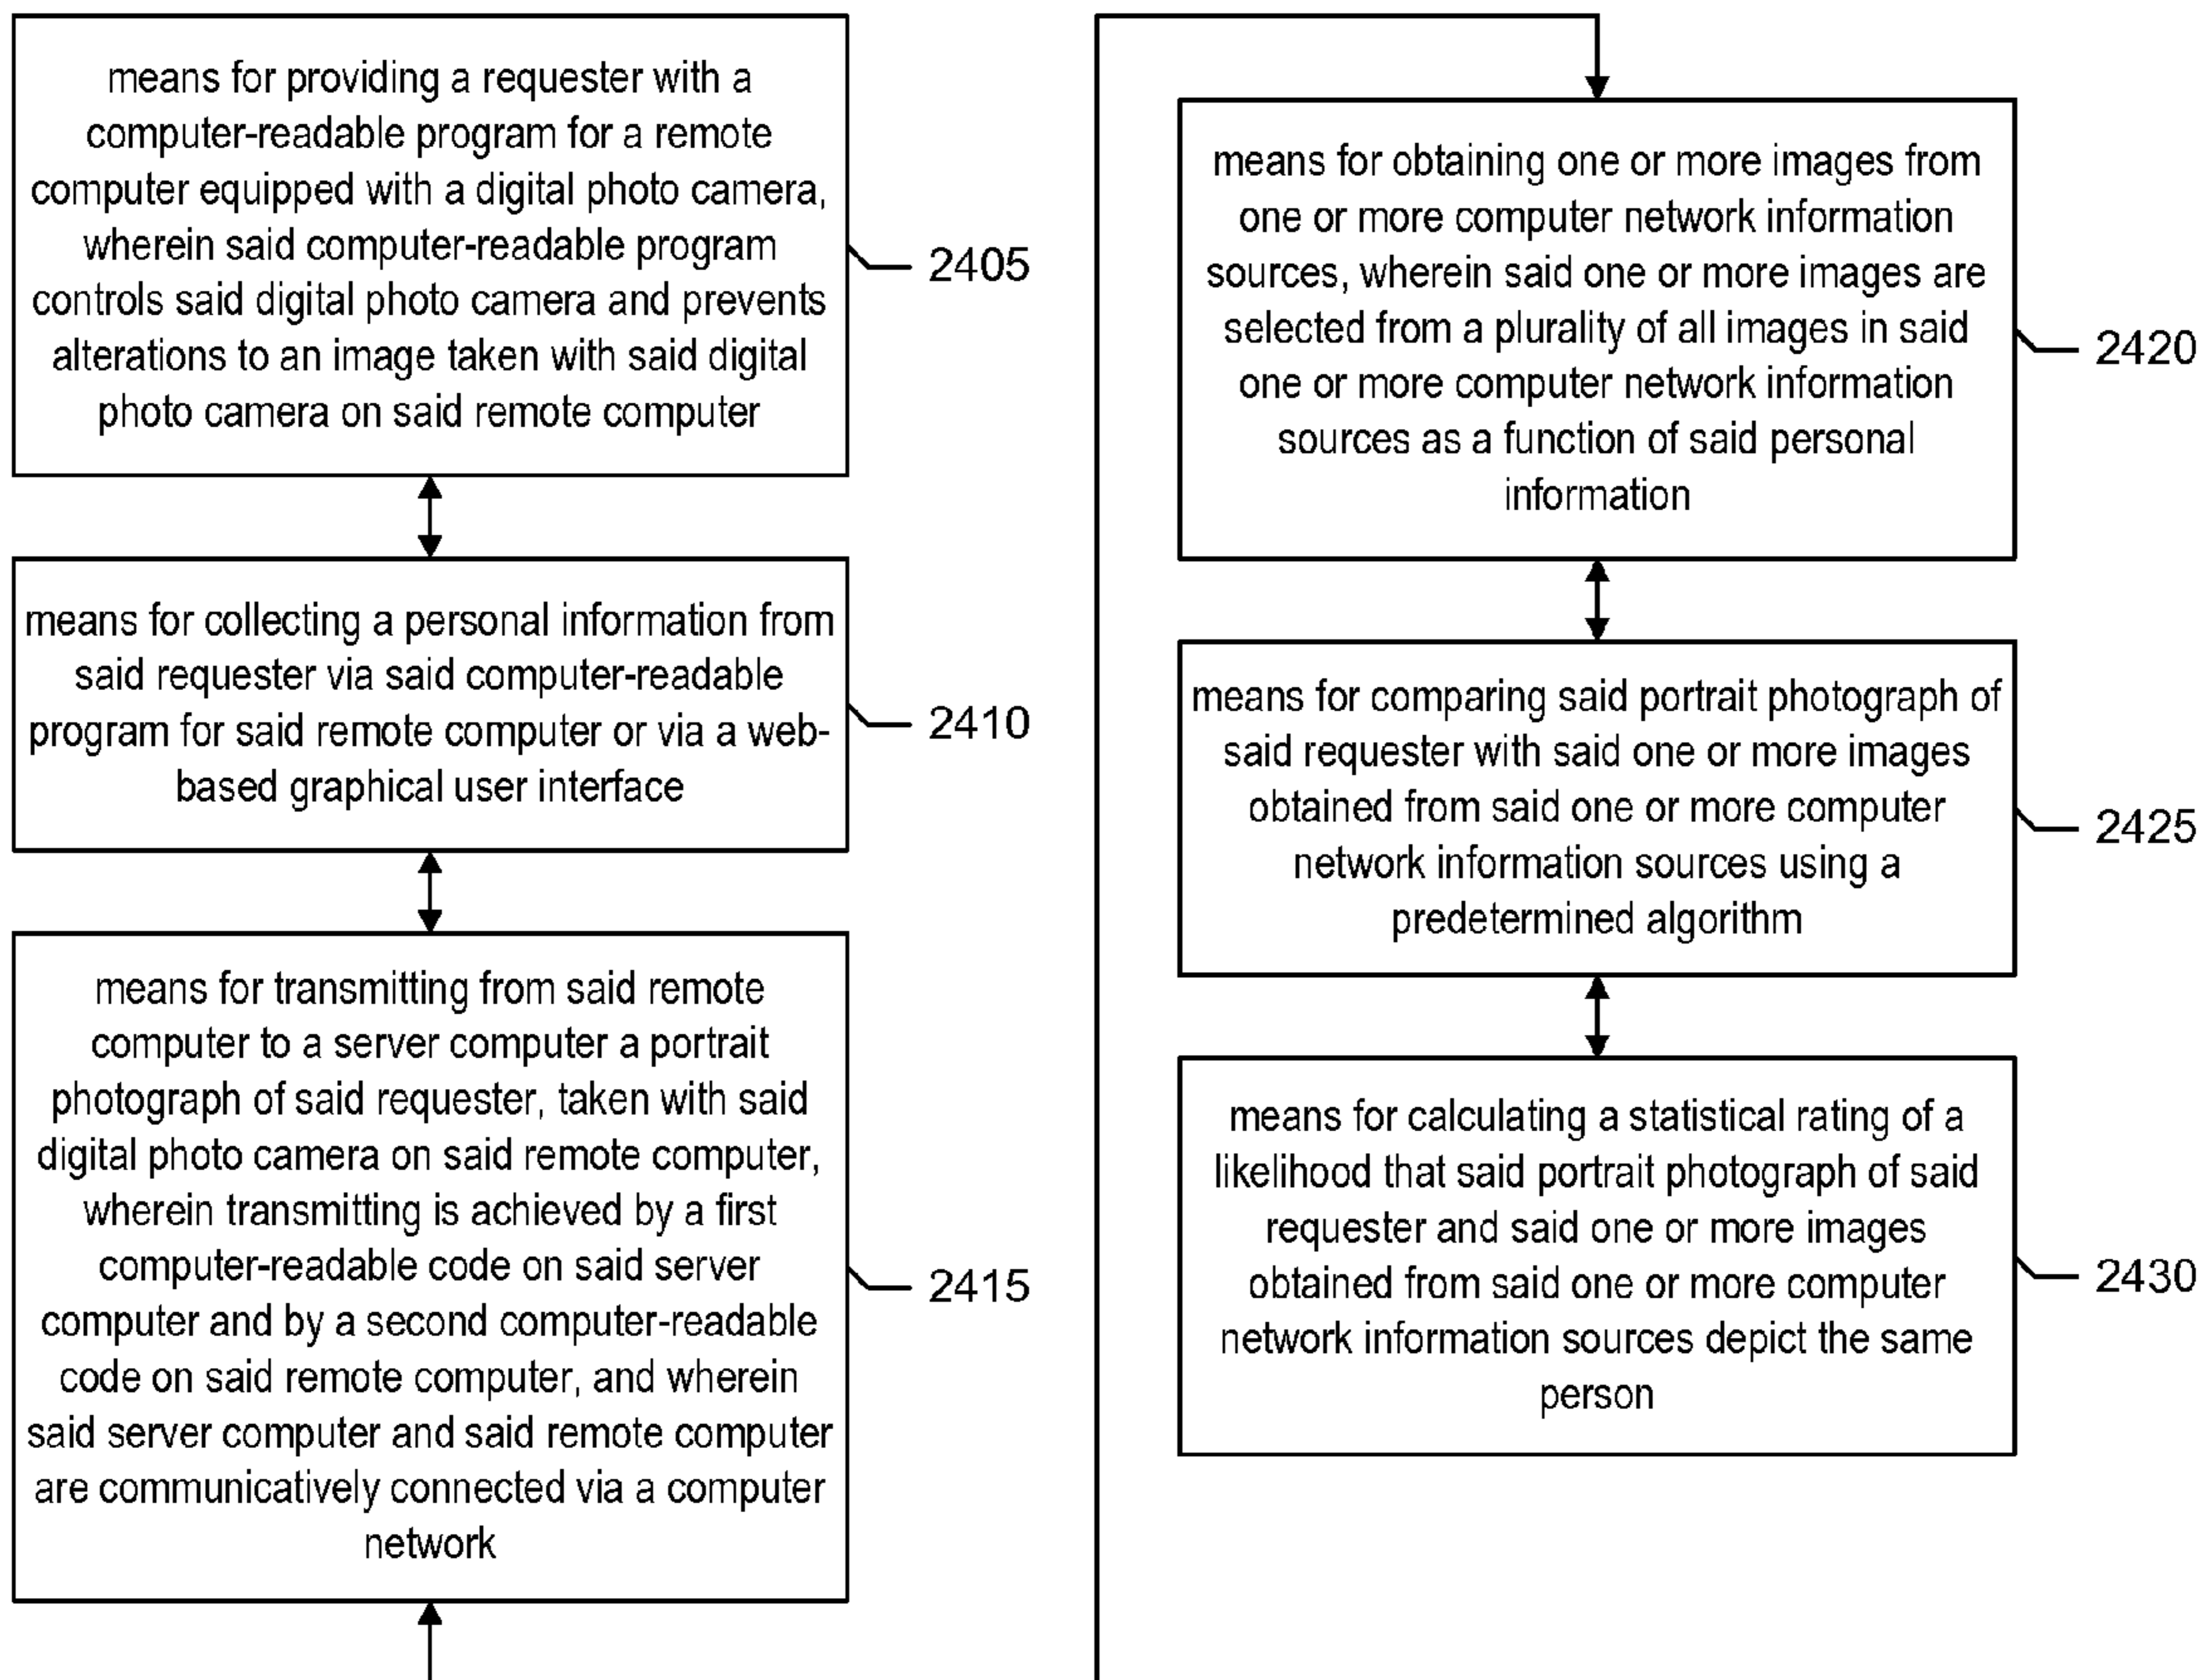 means for providing a requester with a
computer-readable program for a remote
computer equipped with a digital photo camera,
wherein said computer-readable program
controls said digital photo camera and prevents
alterations to an image taken with said digital
photo camera on said remote computer
2405
means for collecting a personal information from
said requester via said computer-readable
program for said remote computer or via a web-
based graphical user interface
2410
means for transmitting from said remote
computer to a server computer a portrait
photograph of said requester, taken with said
digital photo camera on said remote computer,
wherein transmitting is achieved by a first
computer-readable code on said server
computer and by a second computer-readable
code on said remote computer, and wherein
said server computer and said remote computer
are communicatively connected via a computer
network
2415
means for obtaining one or more images from
one or more computer network information
sources, wherein said one or more images are
selected from a plurality of all images in said
one or more computer network information
sources as a function of said personal
information
2420
means for comparing said portrait photograph of
said requester with said one or more images
obtained from said one or more computer
network information sources using a
predetermined algorithm
2425
means for calculating a statistical rating of a
likelihood that said portrait photograph of said
requester and said one or more images
obtained from said one or more computer
network information sources depict the same
person
2430